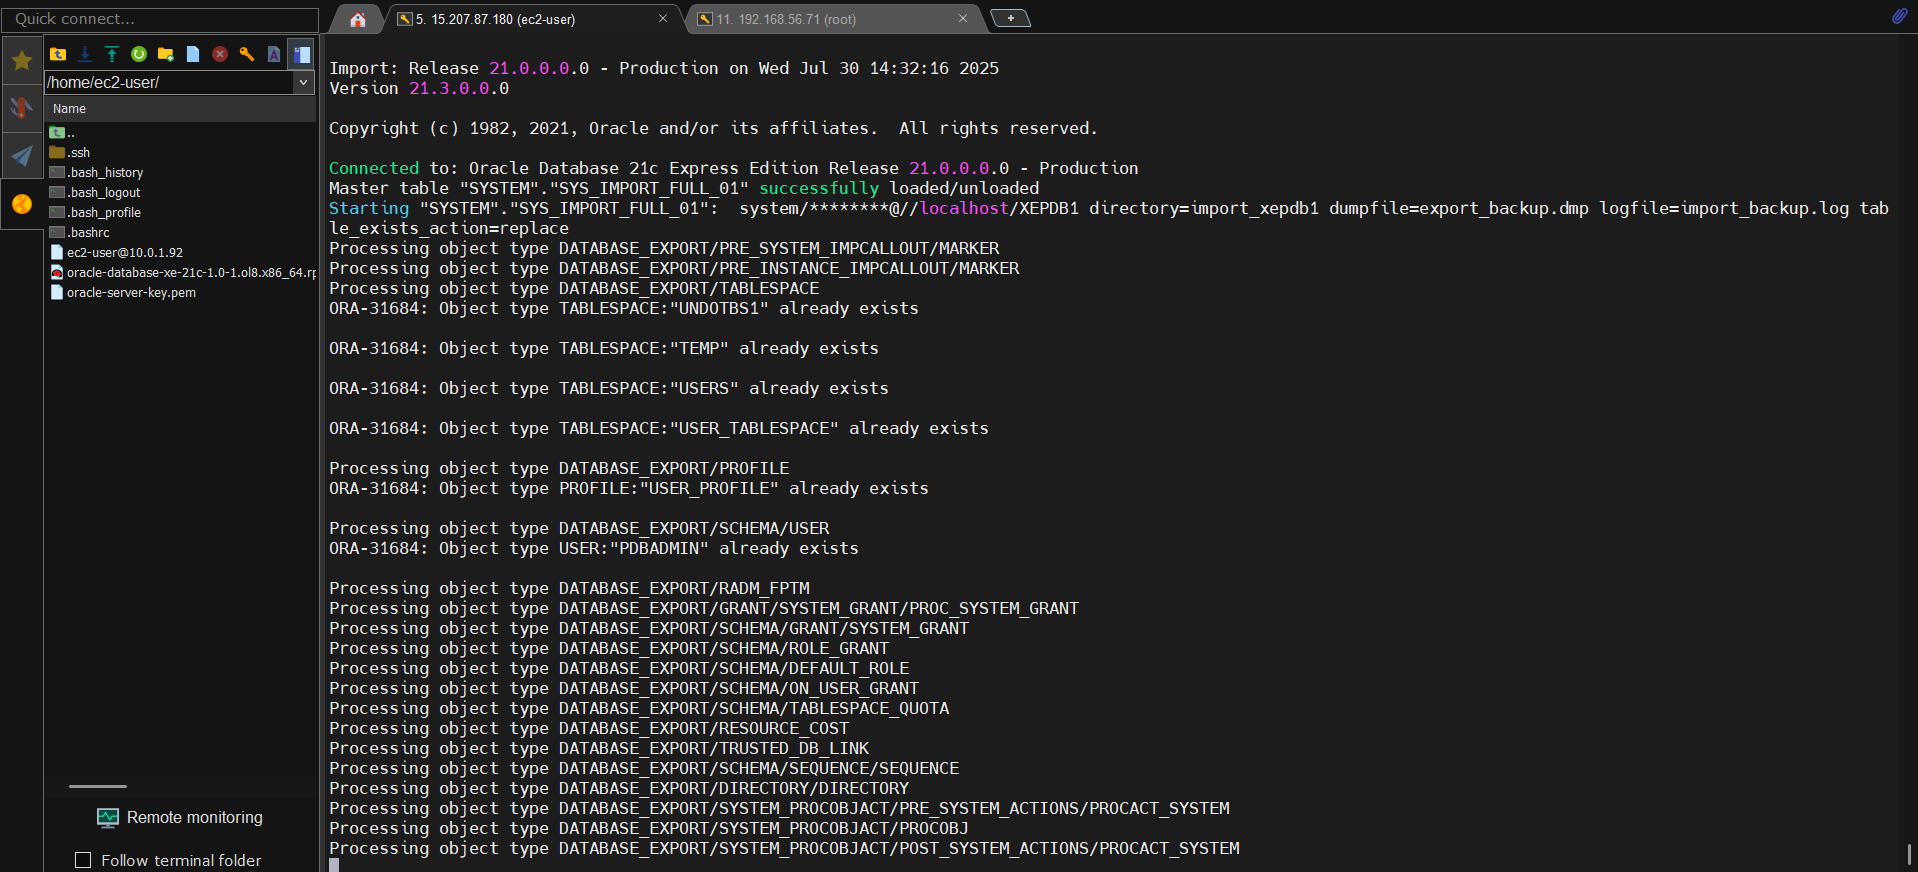 Quick connect...
5. 15.207.87.180 (ec2-user)
11. 192.168.56.71 (root)
/home/ec2-user/
Name
..
.ssh
.bash_history
.bash_logout
.bash_profile
.bashrc
ec2-user@10.0.1.92
oracle-database-xe-21c-1.0-1.ol8.x86_64.rp
oracle-server-key.pem
Remote monitoring
Follow terminal folder
Import: Release 21.0.0.0.0 - Production on Wed Jul 30 14:32:16 2025
Version 21.3.0.0.0
Copyright (c) 1982, 2021, Oracle and/or its affiliates.  All rights reserved.
Connected to: Oracle Database 21c Express Edition Release 21.0.0.0.0 - Production
Master table "SYSTEM"."SYS_IMPORT_FULL_01" successfully loaded/unloaded
Starting "SYSTEM"."SYS_IMPORT_FULL_01":  system/********@//localhost/XEPDB1 directory=import_xepdb1 dumpfile=export_backup.dmp logfile=import_backup.log tab
le_exists_action=replace
Processing object type DATABASE_EXPORT/PRE_SYSTEM_IMPCALLOUT/MARKER
Processing object type DATABASE_EXPORT/PRE_INSTANCE_IMPCALLOUT/MARKER
Processing object type DATABASE_EXPORT/TABLESPACE
ORA-31684: Object type TABLESPACE:"UNDOTBS1" already exists
ORA-31684: Object type TABLESPACE:"TEMP" already exists
ORA-31684: Object type TABLESPACE:"USERS" already exists
ORA-31684: Object type TABLESPACE:"USER_TABLESPACE" already exists
Processing object type DATABASE_EXPORT/PROFILE
ORA-31684: Object type PROFILE:"USER_PROFILE" already exists
Processing object type DATABASE_EXPORT/SCHEMA/USER
ORA-31684: Object type USER:"PDBADMIN" already exists
Processing object type DATABASE_EXPORT/RADM_FPTM
Processing object type DATABASE_EXPORT/GRANT/SYSTEM_GRANT/PROC_SYSTEM_GRANT
Processing object type DATABASE_EXPORT/SCHEMA/GRANT/SYSTEM_GRANT
Processing object type DATABASE_EXPORT/SCHEMA/ROLE_GRANT
Processing object type DATABASE_EXPORT/SCHEMA/DEFAULT_ROLE
Processing object type DATABASE_EXPORT/SCHEMA/ON_USER_GRANT
Processing object type DATABASE_EXPORT/SCHEMA/TABLESPACE_QUOTA
Processing object type DATABASE_EXPORT/RESOURCE_COST
Processing object type DATABASE_EXPORT/TRUSTED_DB_LINK
Processing object type DATABASE_EXPORT/SCHEMA/SEQUENCE/SEQUENCE
Processing object type DATABASE_EXPORT/DIRECTORY/DIRECTORY
Processing object type DATABASE_EXPORT/SYSTEM_PROCOBJACT/PRE_SYSTEM_ACTIONS/PROCACT_SYSTEM
Processing object type DATABASE_EXPORT/SYSTEM_PROCOBJACT/PROCOBJ
Processing object type DATABASE_EXPORT/SYSTEM_PROCOBJACT/POST_SYSTEM_ACTIONS/PROCACT_SYSTEM